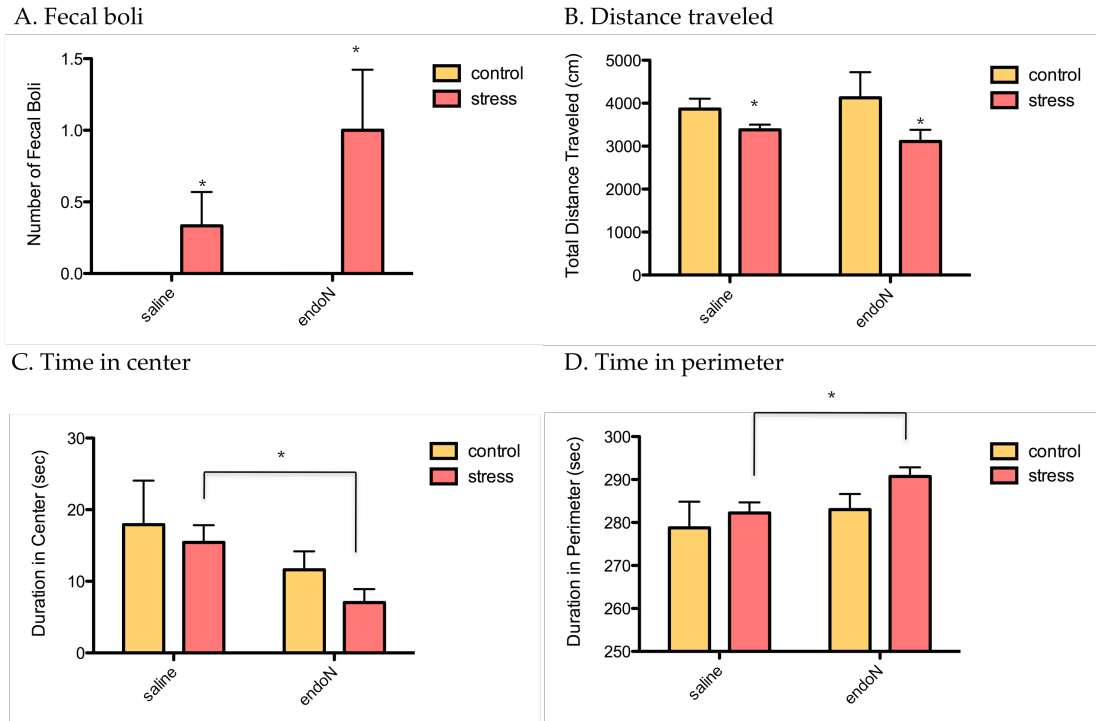 A. Fecal boli
Number of Fecal Boli
1.5
1.0
0.5
0.0
*
*
saline
endoN
control
stress
B. Distance traveled
Total Distance Traveled (cm)
5000
4000
3000
2000
1000
0
*
*
saline
endoN
control
stress
C. Time in center
Duration in Center (sec)
30
20
10
0
*
saline
endoN
control
stress
D. Time in perimeter
Duration in Perimeter (sec)
300
290
280
270
260
250
*
saline
endoN
control
stress